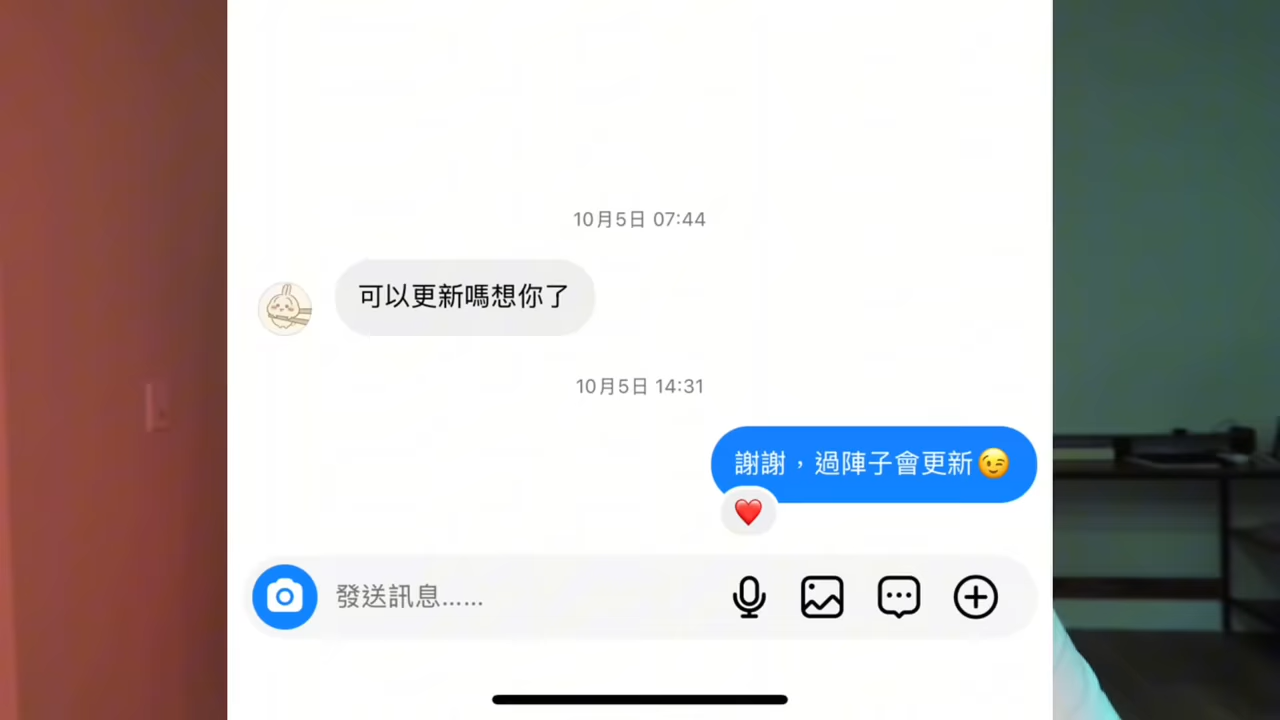 10月5日 07:44
可以更新嗎想你了
10月5日 14:31
謝謝，過陣子會更新😉
❤️
發送訊息......